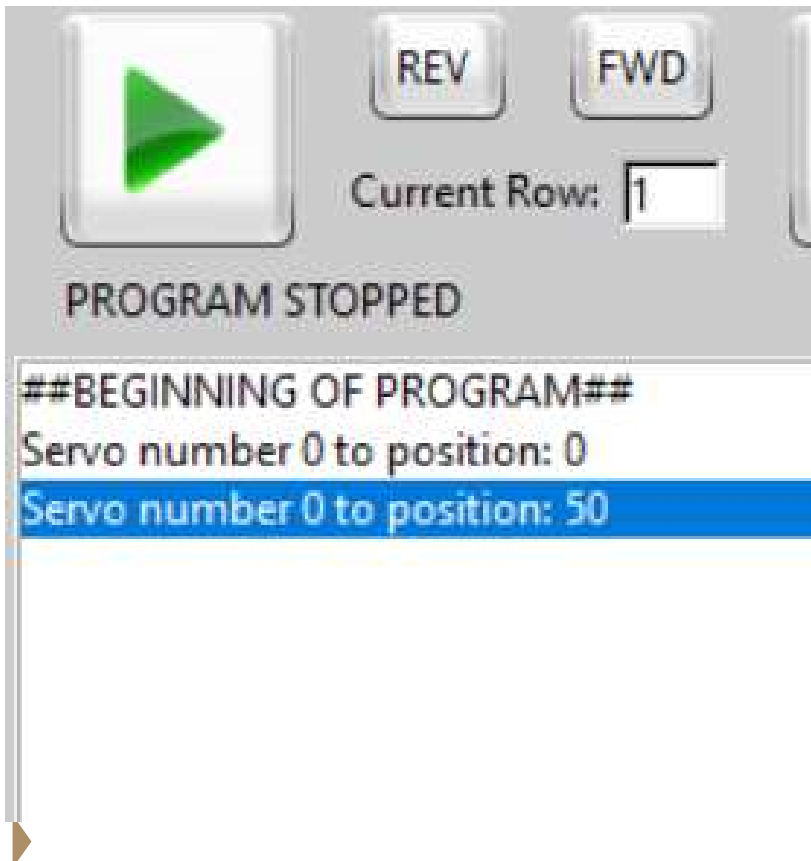 REV FWD
Current Row: 1
PROGRAM STOPPED
##BEGINNING OF PROGRAM##
Servo number 0 to position: 0
Servo number 0 to position: 50